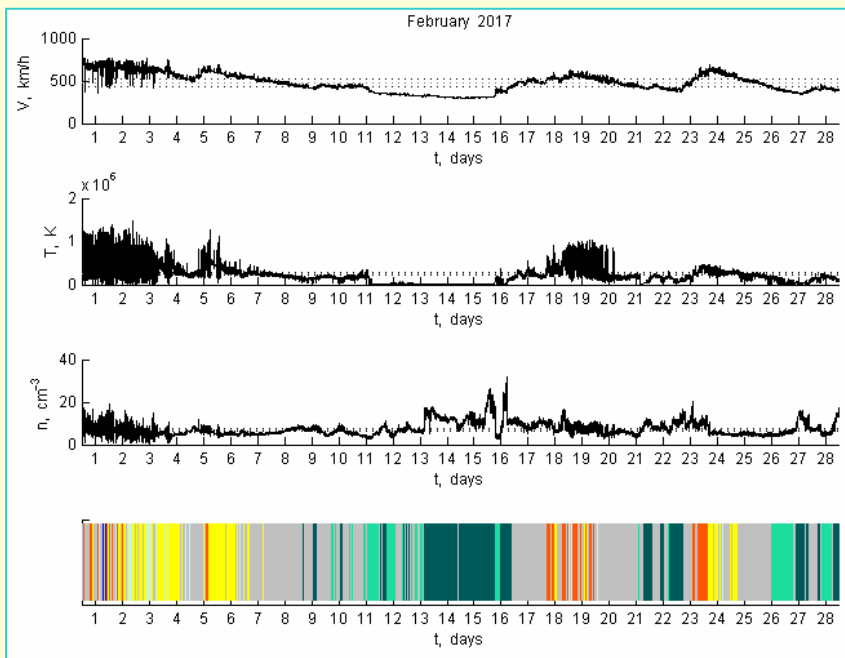 February 2017
1000
V, km/h
500
0
1 2 3 4 5 6 7 8 9 10 11 12 13 14 15 16 17 18 19 20 21 22 23 24 25 26 27 28
t, days
x 10⁶
2
T, K
1
0
1 2 3 4 5 6 7 8 9 10 11 12 13 14 15 16 17 18 19 20 21 22 23 24 25 26 27 28
t, days
40
n, cm⁻³
20
0
1 2 3 4 5 6 7 8 9 10 11 12 13 14 15 16 17 18 19 20 21 22 23 24 25 26 27 28
t, days
1 2 3 4 5 6 7 8 9 10 11 12 13 14 15 16 17 18 19 20 21 22 23 24 25 26 27 28
t, days